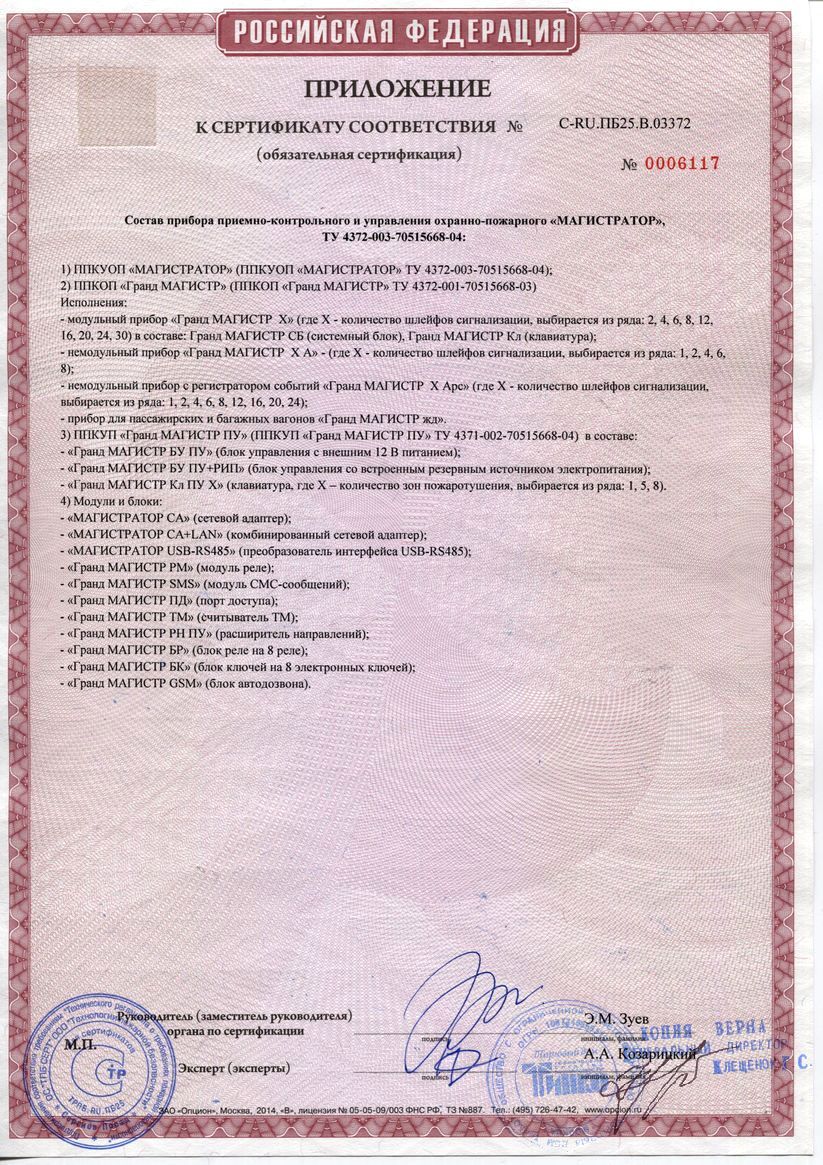 РОССИЙСКАЯ ФЕДЕРАЦИЯ
ПРИЛОЖЕНИЕ
К СЕРТИФИКАТУ СООТВЕТСТВИЯ № C-RU.ПБ25.В.03372
(обязательная сертификация)
№ 0006117
Состав прибора приемно-контрольного и управления охранно-пожарного «МАГИСТРАТОР»,
ТУ 4372-003-70515668-04:
1) ППКУОП «МАГИСТРАТОР» (ППКУОП «МАГИСТРАТОР» ТУ 4372-003-70515668-04);
2) ППКОП «Гранд МАГИСТР» (ППКОП «Гранд МАГИСТР» ТУ 4372-001-70515668-03)
Исполнения:
- модульный прибор «Гранд МАГИСТР X» (где X - количество шлейфов сигнализации, выбирается из ряда: 2, 4, 6, 8, 12,
16, 20, 24, 30) в составе: Гранд МАГИСТР СБ (системный блок), Гранд МАГИСТР Кл (клавиатура);
- немодульный прибор «Гранд МАГИСТР X А» - (где X - количество шлейфов сигнализации, выбирается из ряда: 1, 2, 4, 6,
8);
- немодульный прибор с регистратором событий «Гранд МАГИСТР X Арс» (где X - количество шлейфов сигнализации,
выбирается из ряда: 1, 2, 4, 6, 8, 12, 16, 20, 24);
- прибор для пассажирских и багажных вагонов «Гранд МАГИСТР жд».
3) ППКУП «Гранд МАГИСТР ПУ» (ППКУП «Гранд МАГИСТР ПУ» ТУ 4371-002-70515668-04) в составе:
- «Гранд МАГИСТР БУ ПУ» (блок управления с внешним 12 В питанием);
- «Гранд МАГИСТР БУ ПУ+РИП» (блок управления со встроенным резервным источником электропитания);
- «Гранд МАГИСТР Кл ПУ X» (клавиатура, где X – количество зон пожаротушения, выбирается из ряда: 1, 5, 8).
4) Модули и блоки:
- «МАГИСТРАТОР СА» (сетевой адаптер);
- «МАГИСТРАТОР СА+LAN» (комбинированный сетевой адаптер);
- «МАГИСТРАТОР USB-RS485» (преобразователь интерфейса USB-RS485);
- «Гранд МАГИСТР РМ» (модуль реле);
- «Гранд МАГИСТР SMS» (модуль СМС-сообщений);
- «Гранд МАГИСТР ПД» (порт доступа);
- «Гранд МАГИСТР ТМ» (считыватель ТМ);
- «Гранд МАГИСТР РН ПУ» (расширитель направлений);
- «Гранд МАГИСТР БР» (блок реле на 8 реле);
- «Гранд МАГИСТР БК» (блок ключей на 8 электронных ключей);
- «Гранд МАГИСТР GSM» (блок автодозвона).
Руководитель (заместитель руководителя)
органа по сертификации
подпись
Э.М. Зуев
инициалы, фамилия
М.П.
Эксперт (эксперты)
подпись
А.А. Козарицкий
инициалы, фамилия
КОПИЯ ВЕРНА
ГЕНЕРАЛЬНЫЙ ДИРЕКТОР
КЛЕЩЕНОК Г С.
СТР
ТРПБ.RU.ПБ25
ЗАО «Опцион», Москва, 2014, «В», лицензия № 05-05-09/003 ФНС РФ, ТЗ №887. Тел.: (495) 726-47-42, www.opcion.ru